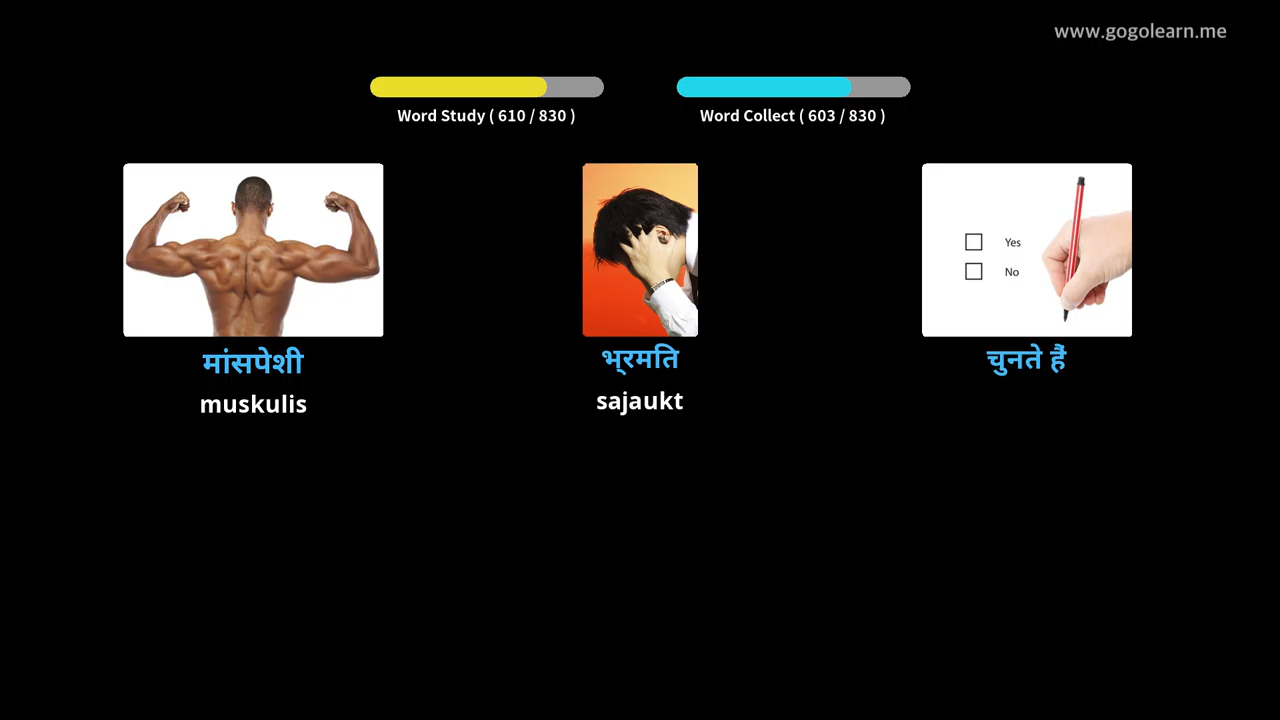 www.gogolearn.me
Word Study ( 610 / 830 )
Word Collect ( 603 / 830 )
Yes
No
मांसपेशी
भ्रमति
चुनते हैं
muskulis
sajaukt